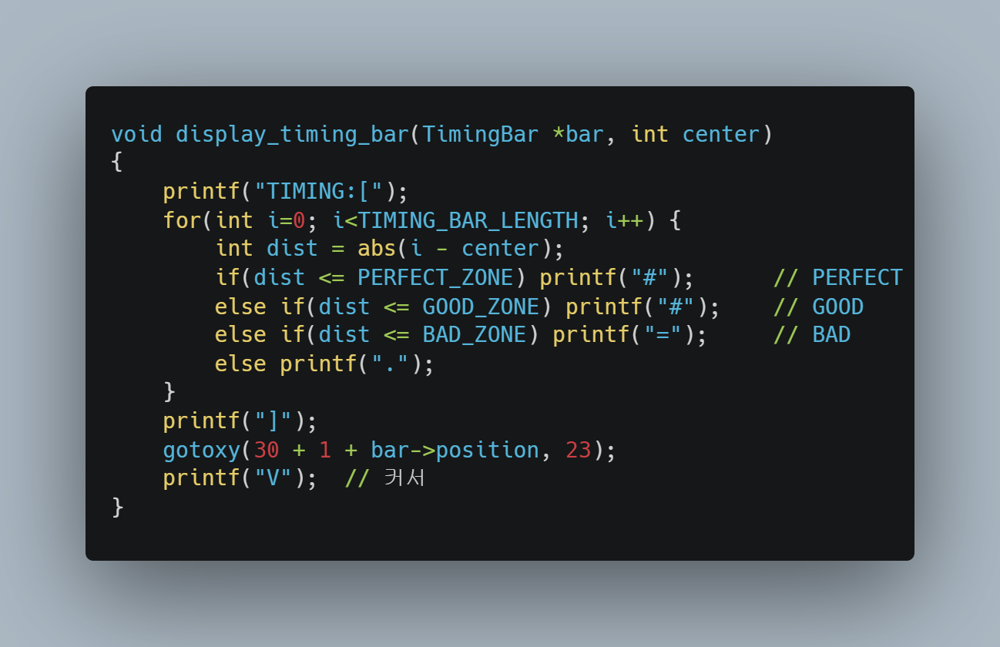 void display_timing_bar(TimingBar *bar, int center)
{
    printf("TIMING:[");
    for(int i=0; i<TIMING_BAR_LENGTH; i++) {
        int dist = abs(i - center);
        if(dist <= PERFECT_ZONE) printf("#");      // PERFECT
        else if(dist <= GOOD_ZONE) printf("#");    // GOOD
        else if(dist <= BAD_ZONE) printf("=");     // BAD
        else printf(".");
    }
    printf("]");
    gotoxy(30 + 1 + bar->position, 23);
    printf("V");  // 커서
}